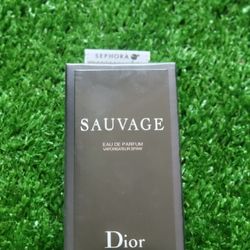 SEPHORA
SAUVAGE
EAU DE PARFUM
VAPORISATEUR SPRAY
Dior